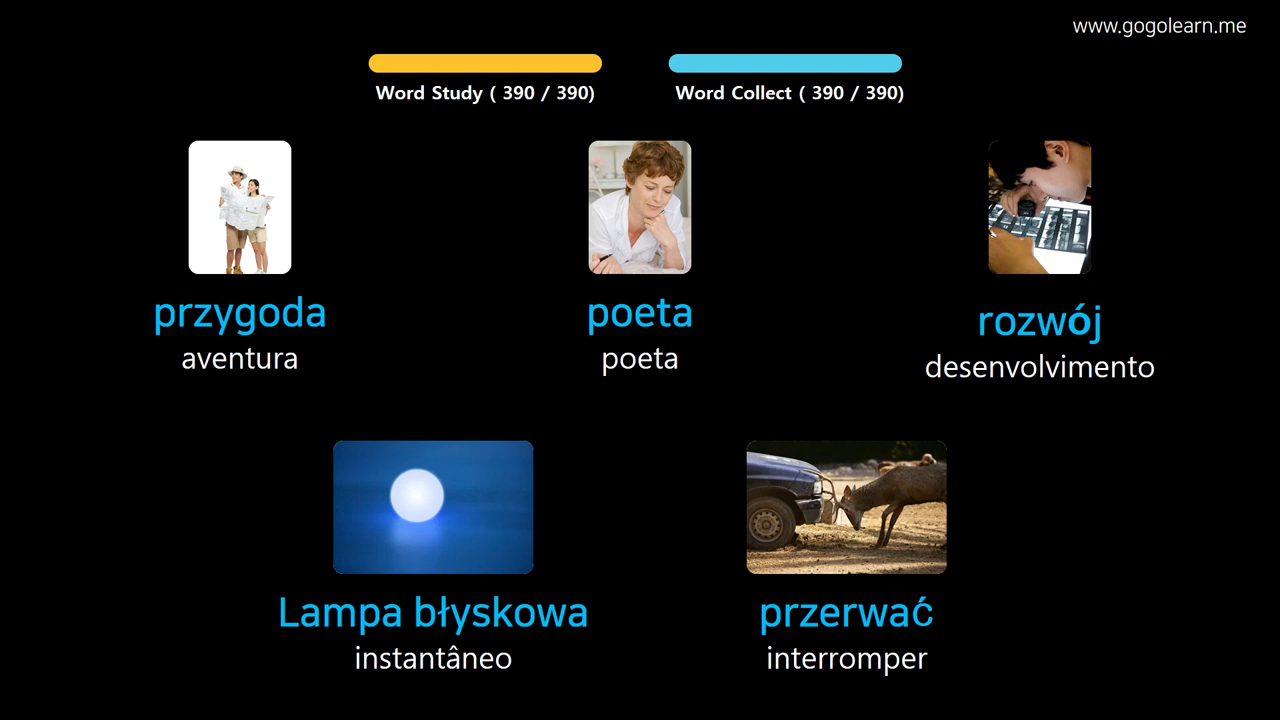 www.gogolearn.me
Word Study ( 390 / 390)
Word Collect ( 390 / 390)
przygoda
aventura
poeta
poeta
rozwój
desenvolvimento
Lampa błyskowa
instantâneo
przerwać
interromper